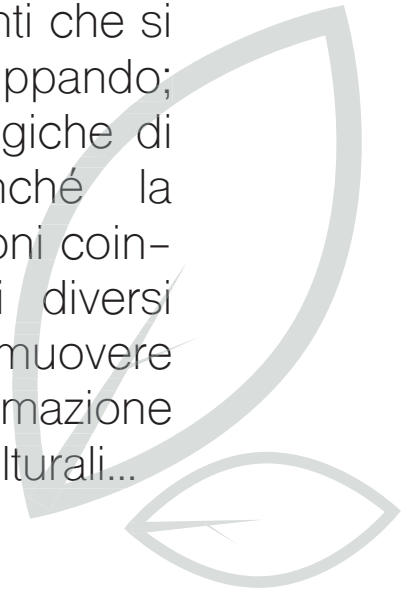 nti che si
ppando;
giche di
nché la
oni coin-
i diversi
muovere
mazione
lturali...